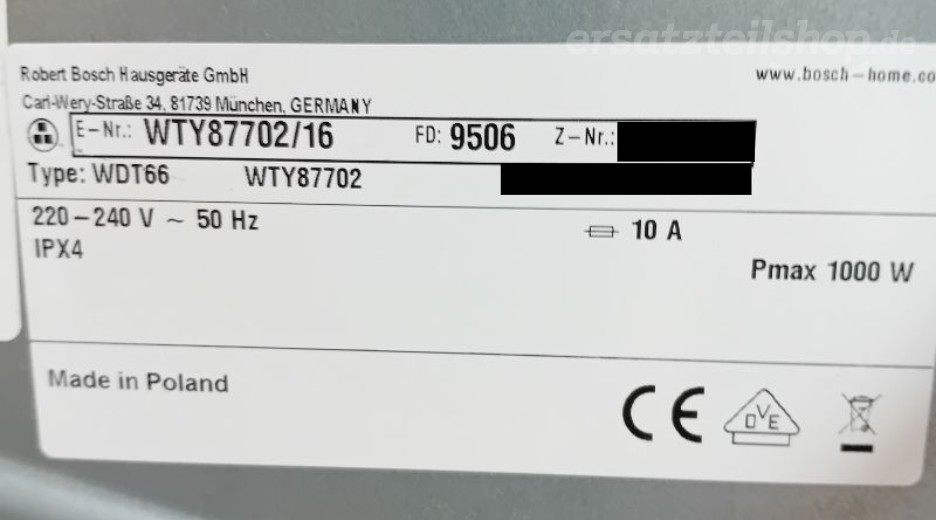 ersatzteilshop.de
Robert Bosch Hausgeräte GmbH
www.bosch-home.co
Carl-Wery-Straße 34, 81739 München, GERMANY
E-Nr.: WTY87702/16 FD: 9506 Z-Nr.:
Type: WDT66 WTY87702
220-240 V ~ 50 Hz 10 A
IPX4
Pmax 1000 W
Made in Poland
CE DVE